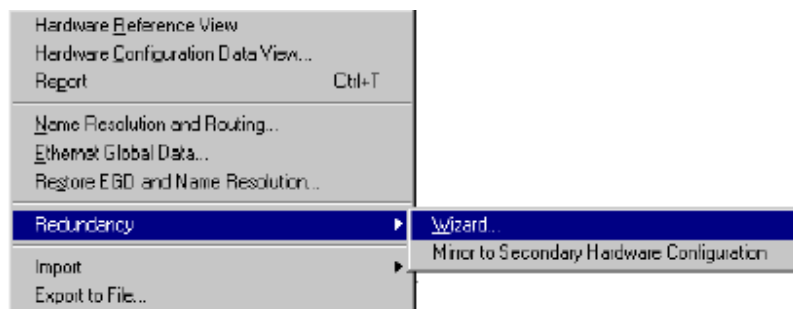 Hardware Reference View
Hardware Configuration Data View...
Report Ctrl+T
Name Resolution and Routing...
Ethernet Global Data...
Restore EGD and Name Resolution...
Redundancy
Wizard...
Mirror to Secondary Hardware Configuration
Import
Export to File...